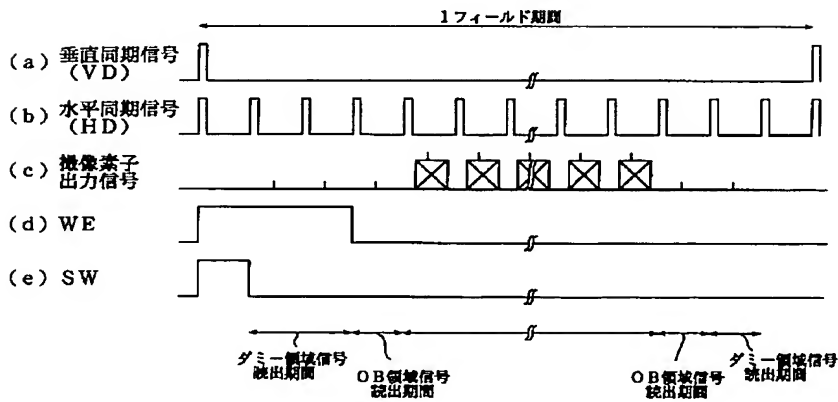 1フィールド期間
(a) 垂直同期信号
(VD)
(b) 水平同期信号
(HD)
(c) 撮像素子
出力信号
(d) WE
(e) SW
ダミー領域信号
読出期間
OB領域信号
読出期間
OB領域信号
読出期間
ダミー領域信号
読出期間